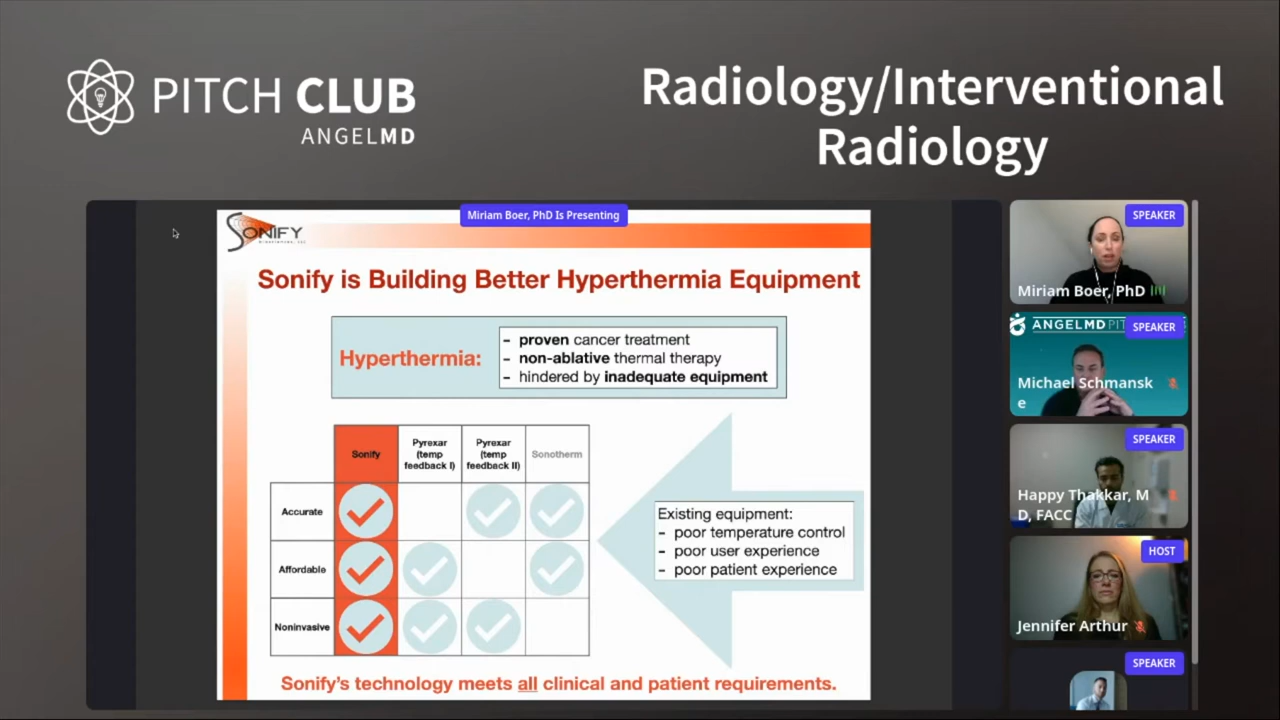 PITCH CLUB
ANGELMD
Radiology/Interventional
Radiology
Miriam Boer, PhD Is Presenting
SONIFY
Sonify is Building Better Hyperthermia Equipment
Hyperthermia:
- proven cancer treatment
- non-ablative thermal therapy
- hindered by inadequate equipment
Sonify
Pyrexar
(temp
feedback I)
Pyrexar
(temp
feedback II)
Sonotherm
Accurate
Affordable
Noninvasive
Existing equipment:
- poor temperature control
- poor user experience
- poor patient experience
Sonify's technology meets all clinical and patient requirements.
SPEAKER
Miriam Boer, PhD
ANGELMD
SPEAKER
Michael Schmansk
e
SPEAKER
Happy Thakkar, M
D, FACC
HOST
Jennifer Arthur
SPEAKER